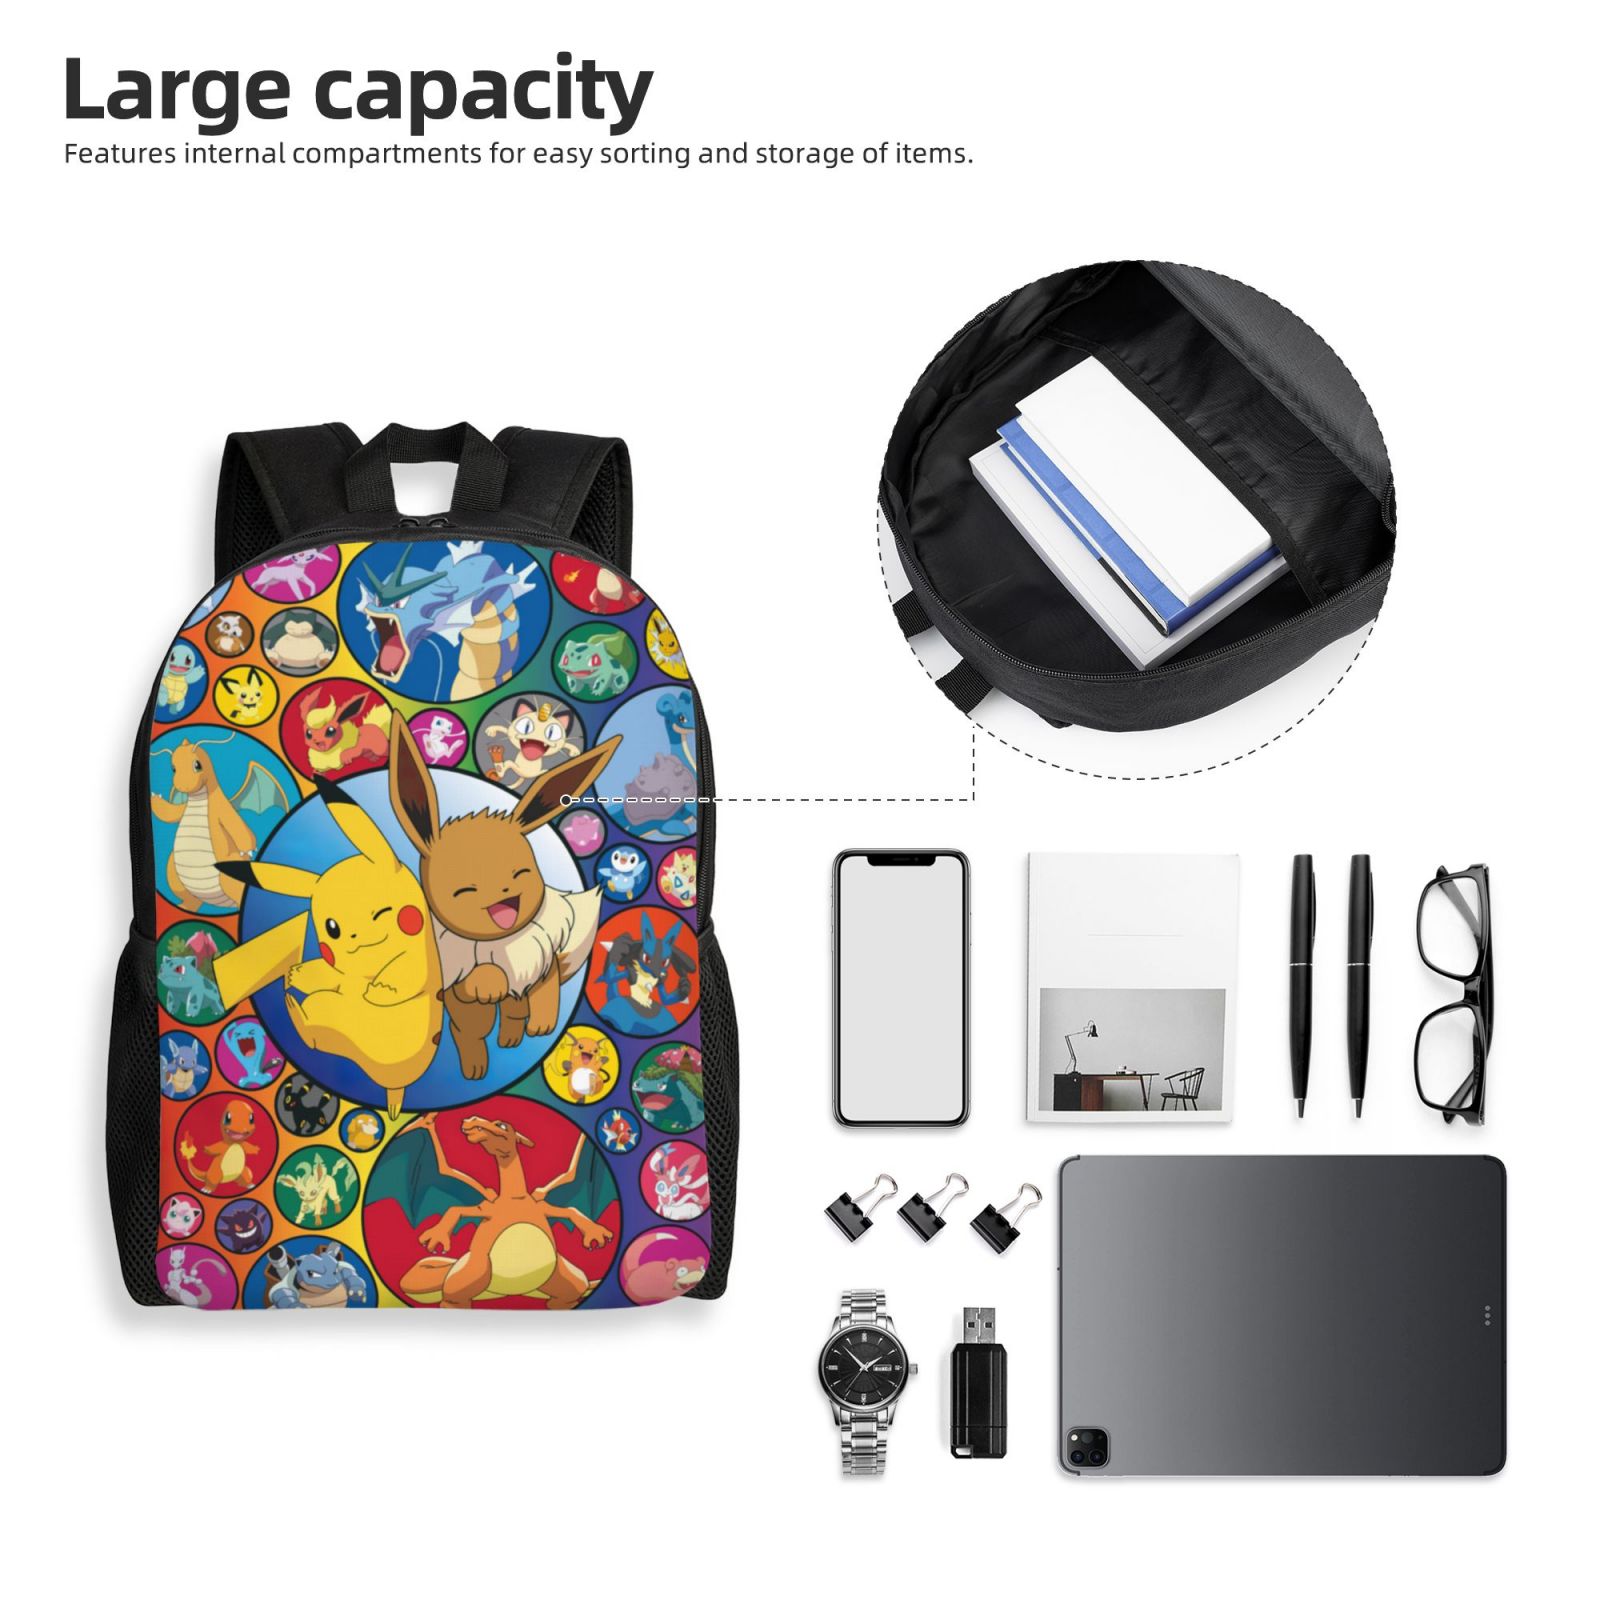 Large capacity
Features internal compartments for easy sorting and storage of items.